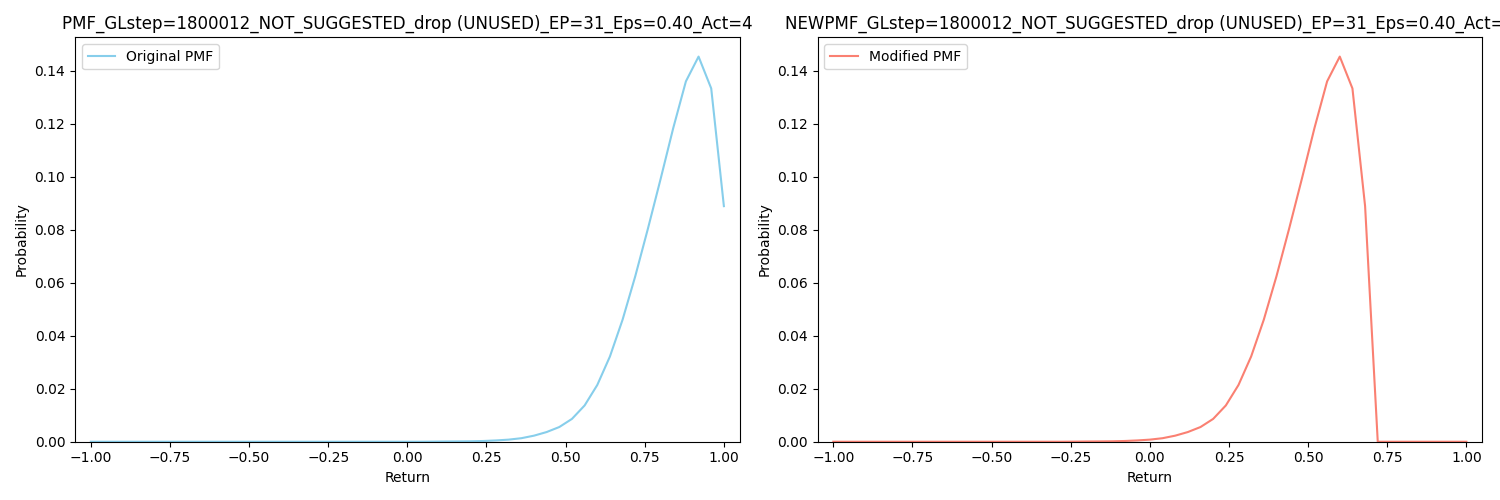 PMF_GLstep=1800012_NOT_SUGGESTED_drop (UNUSED)_EP=31_Eps=0.40_Act=4
Original PMF
Probability
0.14
0.12
0.10
0.08
0.06
0.04
0.02
0.00
−1.00 −0.75 −0.50 −0.25 0.00 0.25 0.50 0.75 1.00
Return
NEWPMF_GLstep=1800012_NOT_SUGGESTED_drop (UNUSED)_EP=31_Eps=0.40_Act=
Modified PMF
Probability
0.14
0.12
0.10
0.08
0.06
0.04
0.02
0.00
−1.00 −0.75 −0.50 −0.25 0.00 0.25 0.50 0.75 1.00
Return